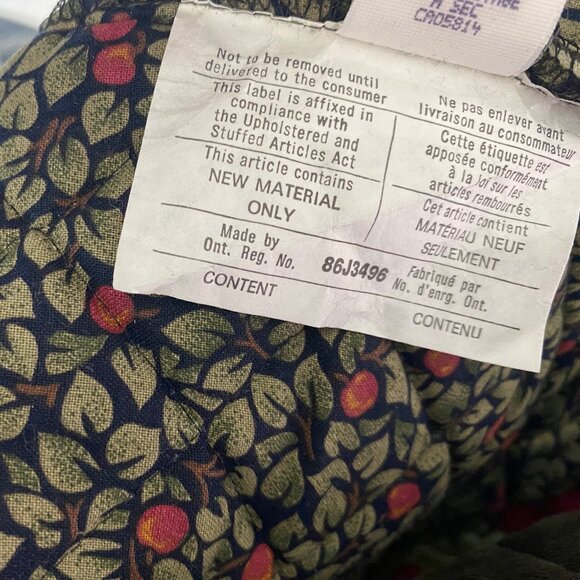 A SEL
CA05814
Not to be removed until
delivered to the consumer
This label is affixed in
compliance with
the Upholstered and
Stuffed Articles Act
This article contains
NEW MATERIAL
ONLY
Made by
Ont. Reg. No. 86J3496
CONTENT
Ne pas enlever avant
livraison au consommateur
Cette étiquette est
apposée conformément
à la loi sur les
articles rembourrés
Cet article contient
MATÉRIAU NEUF
SEULEMENT
Fabriqué par
No. d'enrg. Ont.
CONTENU